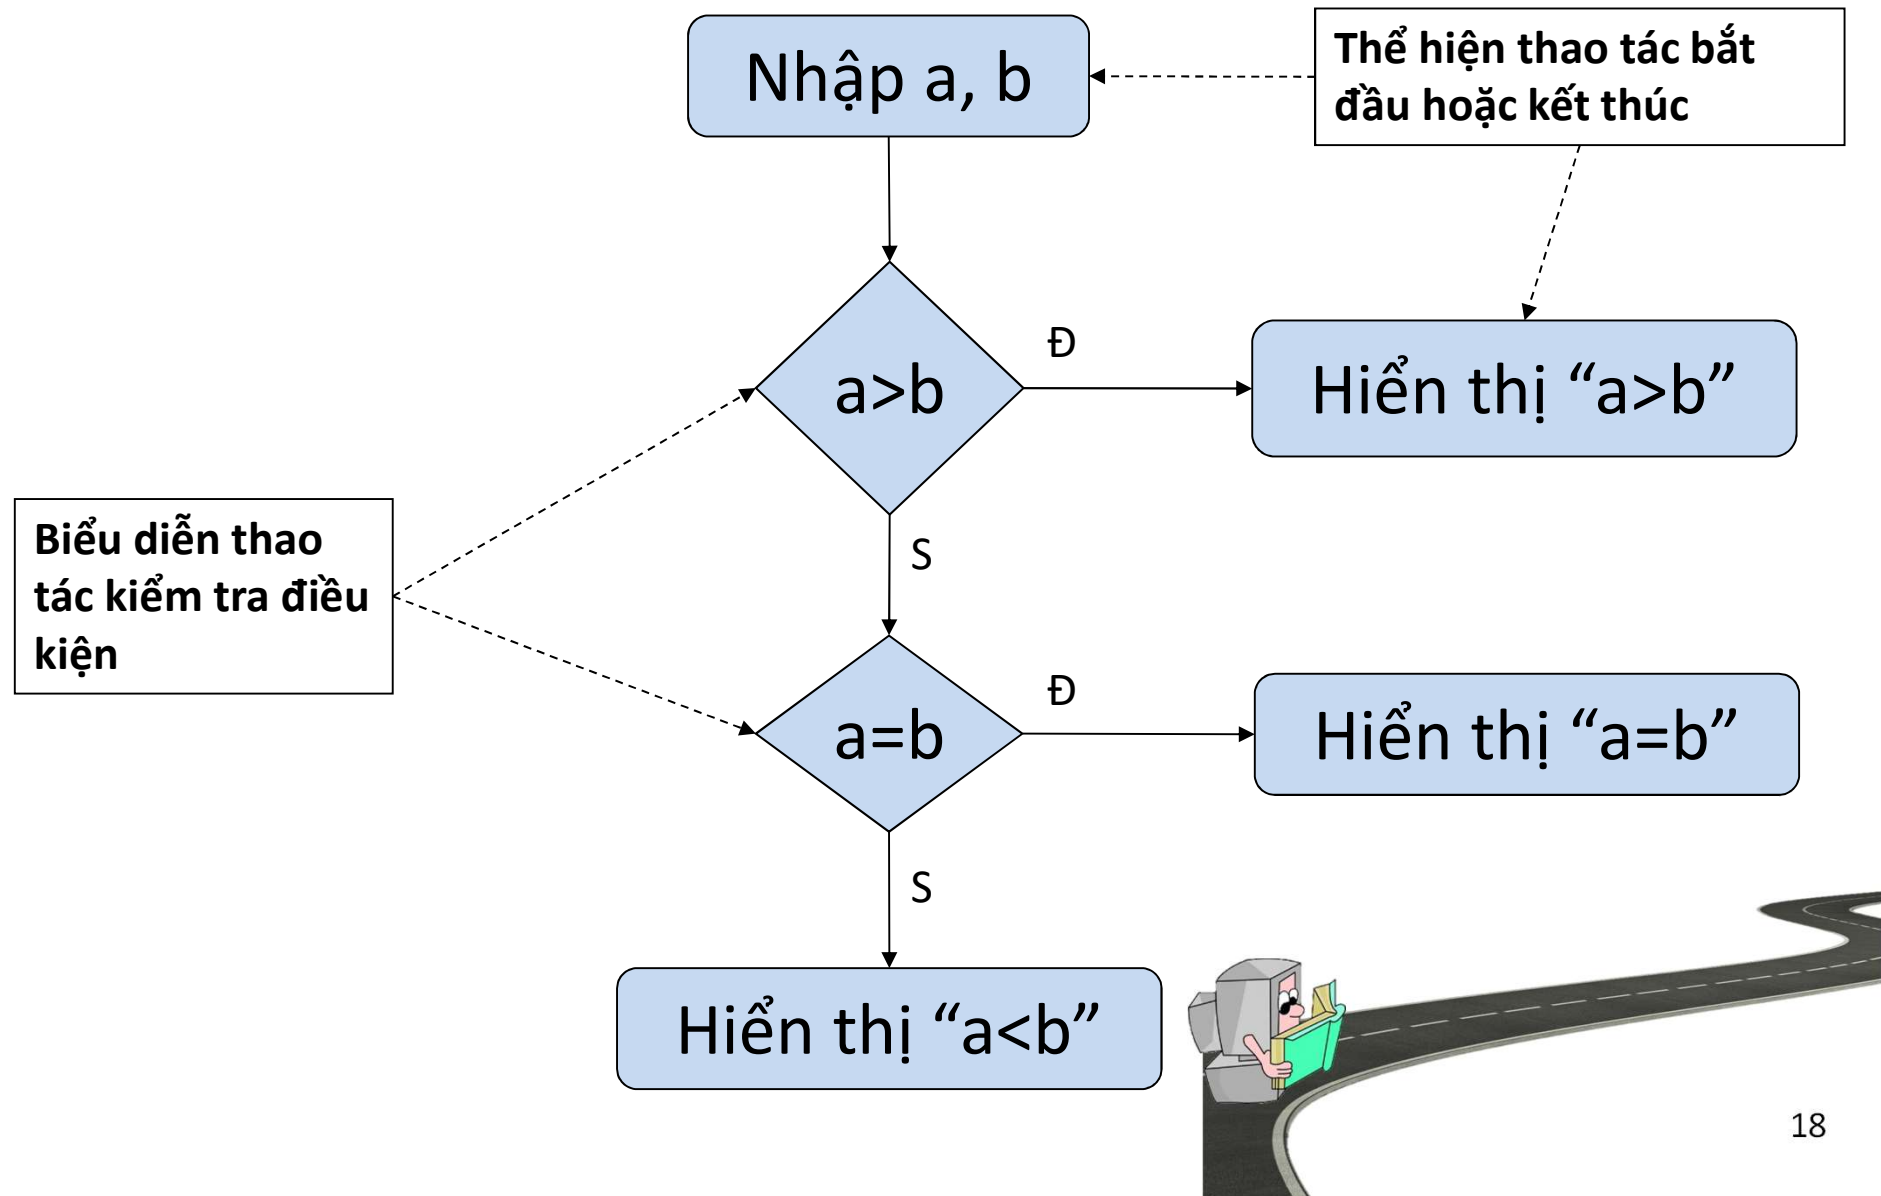 Nhập a, b
Thể hiện thao tác bắt
đầu hoặc kết thúc
a>b
Đ
Hiển thị “a>b”
S
Biểu diễn thao
tác kiểm tra điều
kiện
a=b
Đ
Hiển thị “a=b”
S
Hiển thị “a<b”
18